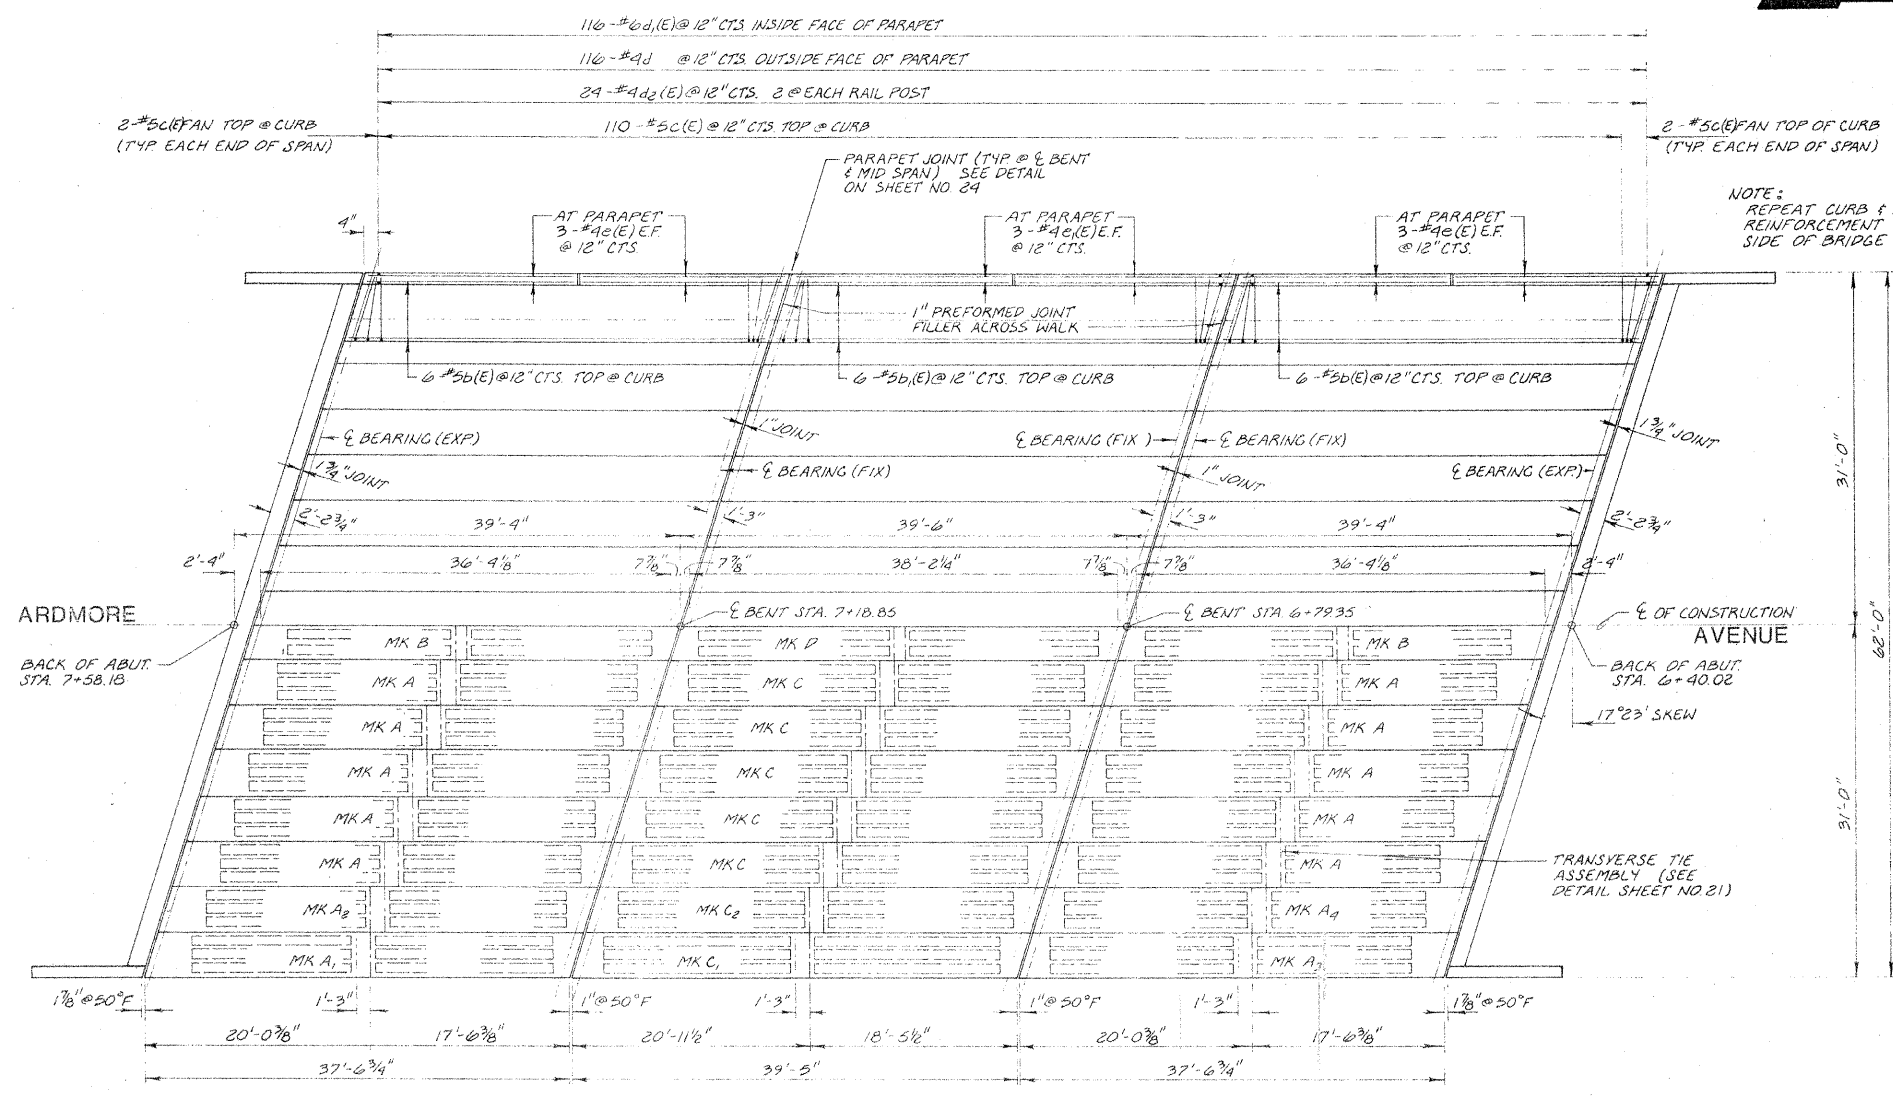 116-#6d1(E)@ 12" CTS. INSIDE FACE OF PARAPET
116-#4d @ 12" CTS. OUTSIDE FACE OF PARAPET
24-#4d2(E)@ 12" CTS. 2 @ EACH RAIL POST
110-#5c(E)@ 12" CTS. TOP @ CURB
2-#5c(E)FAN TOP @ CURB
(TYP. EACH END OF SPAN)
2-#5c(E)FAN TOP OF CURB
(TYP. EACH END OF SPAN)
PARAPET JOINT (TYP @ ℄ BENT
& MID SPAN) SEE DETAIL
ON SHEET NO. 24
NOTE:
REPEAT CURB &
REINFORCEMENT
SIDE OF BRIDGE
4"
AT PARAPET
3-#4e(E) E.F.
@ 12" CTS.
AT PARAPET
3-#4e1(E) E.F.
@ 12" CTS.
AT PARAPET
3-#4e(E) E.F.
@ 12" CTS.
1" PREFORMED JOINT
FILLER ACROSS WALK
6-#5b(E)@ 12" CTS. TOP @ CURB
6-#5b1(E)@ 12" CTS. TOP @ CURB
6-#5b(E)@ 12" CTS. TOP @ CURB
℄ BEARING (EXP)
1" JOINT
℄ BEARING (FIX)
℄ BEARING (FIX)
1 3/4" JOINT
1 3/4" JOINT
℄ BEARING (FIX)
1" JOINT
℄ BEARING (EXP.)
31'-0"
2'-2 3/4"
39'-4"
1'-3"
39'-6"
1'-3"
39'-4"
2'-2 3/4"
2'-4"
36'-4 1/8"
7 7/8"
7 7/8"
38'-2 1/4"
7 7/8"
7 7/8"
36'-4 1/8"
2'-4"
ARDMORE
℄ BENT STA. 7+18.85
℄ BENT STA. 6+79.35
℄ OF CONSTRUCTION
AVENUE
62'-0"
BACK OF ABUT.
STA. 7+58.18
MK B
MK D
MK B
BACK OF ABUT.
STA. 6+40.02
MK A
MK C
MK A
17°23' SKEW
MK A
MK C
MK A
MK A
MK C
MK A
31'-0"
MK A
MK C
MK A
MK A
MK C
MK A
TRANSVERSE TIE
ASSEMBLY (SEE
DETAIL SHEET NO. 21)
MK A2
MK C2
MK A4
MK A1
MK C1
MK A3
1 7/8" @ 50°F
1'-3"
1" @ 50°F
1'-3"
1" @ 50°F
1'-3"
1 7/8" @ 50°F
20'-0 3/8"
17'-6 3/8"
20'-11 1/2"
18'-5 1/2"
20'-0 3/8"
17'-6 3/8"
37'-6 3/4"
39'-5"
37'-6 3/4"